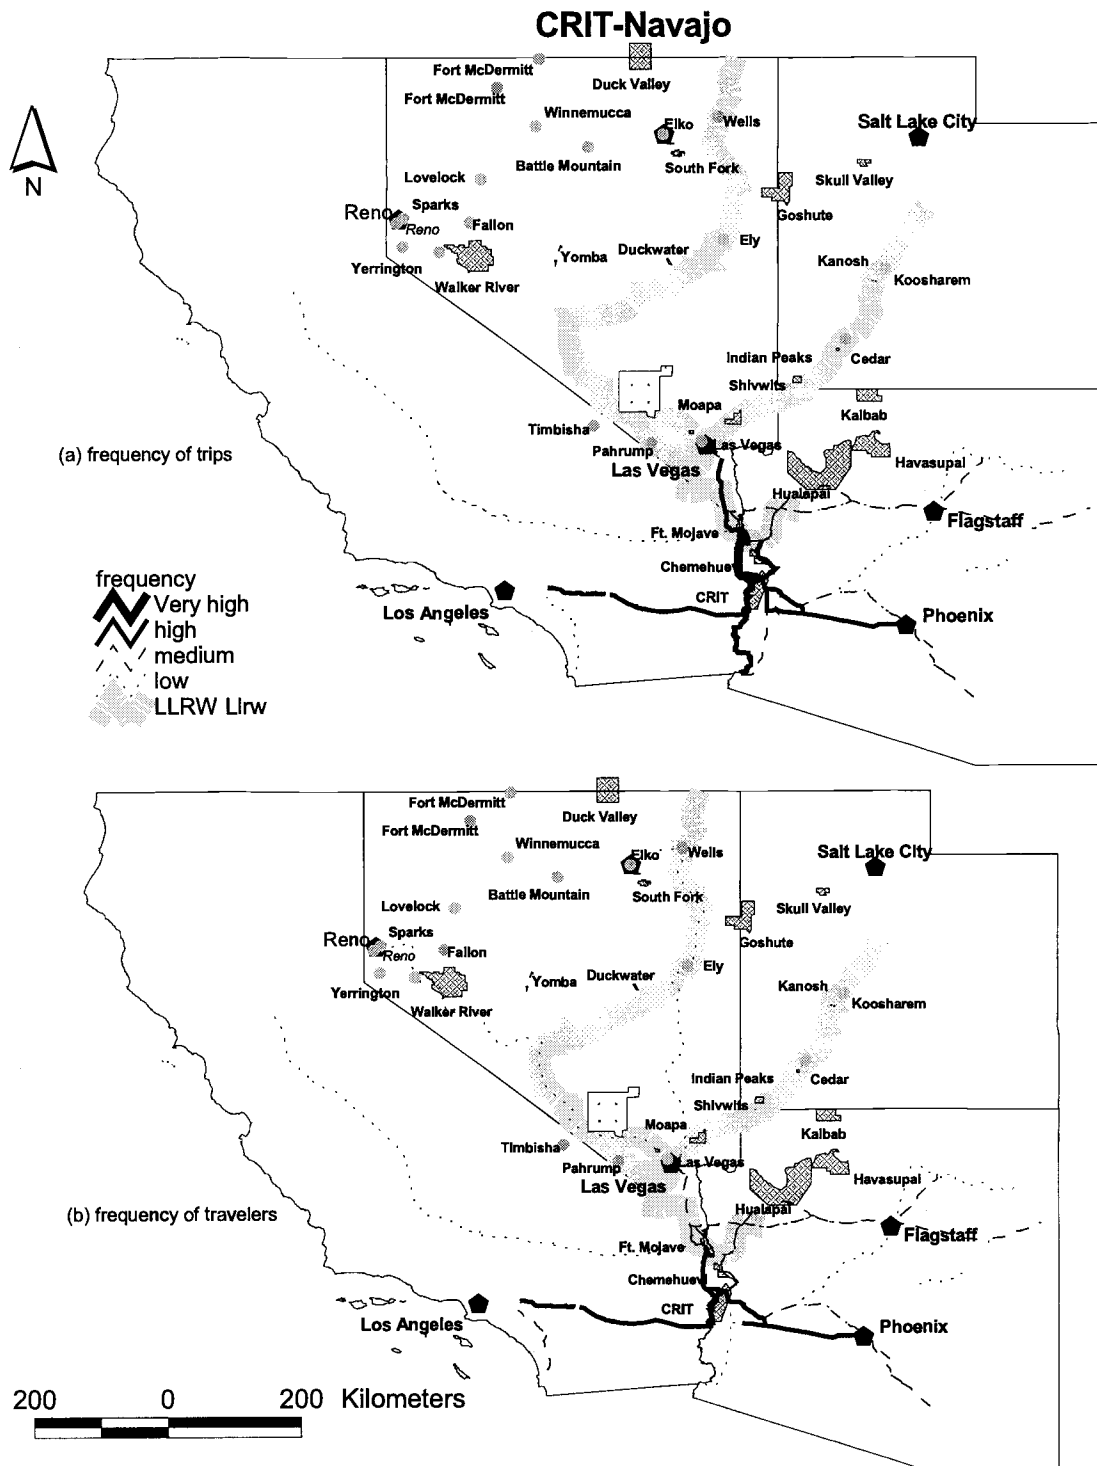 CRIT-Navajo
Fort McDermitt
Duck Valley
Fort McDermitt
Winnemucca
Elko
Wells
Salt Lake City
Battle Mountain
South Fork
Skull Valley
N
Lovelock
Sparks
Reno
Reno
Fallon
Goshute
Yerrington
Walker River
Yomba
Duckwater
Ely
Kanosh
Koosharem
Indian Peaks
Cedar
Shivwits
Moapa
Kaibab
Timbisha
Pahrump
Las Vegas
Las Vegas
Havasupai
(a) frequency of trips
Hualapai
Flagstaff
Ft. Mojave
Chemehuev
CRIT
Los Angeles
Phoenix
frequency
Very high
high
medium
low
LLRW Llrw
Fort McDermitt
Duck Valley
Fort McDermitt
Winnemucca
Elko
Wells
Salt Lake City
Battle Mountain
South Fork
Skull Valley
Lovelock
Sparks
Reno
Reno
Fallon
Goshute
Yerrington
Walker River
Yomba
Duckwater
Ely
Kanosh
Koosharem
Indian Peaks
Cedar
Shivwits
Moapa
Kaibab
Timbisha
Pahrump
Las Vegas
Las Vegas
Havasupai
(b) frequency of travelers
Hualapai
Flagstaff
Ft. Mojave
Chemehuev
CRIT
Los Angeles
Phoenix
200 0 200 Kilometers